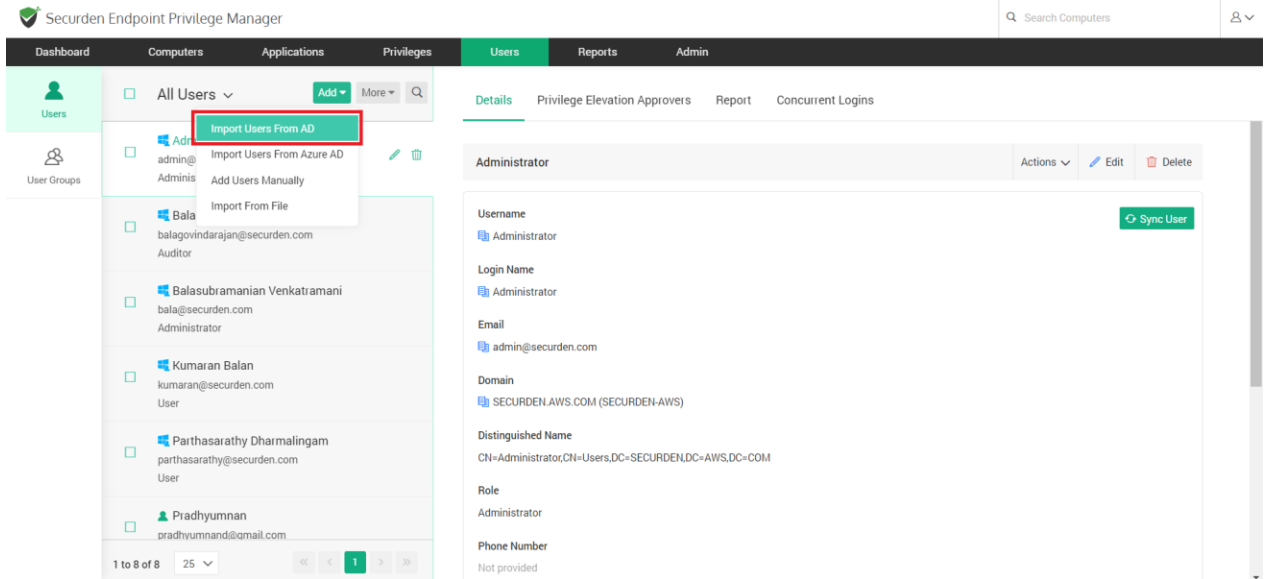 Securden Endpoint Privilege Manager
Search Computers
Dashboard Computers Applications Privileges Users Reports Admin
Users
User Groups
All Users
Add More
Import Users From AD
Import Users From Azure AD
Add Users Manually
Import From File
Adm
admin@
Adminis
Bala
balagovindarajan@securden.com
Auditor
Balasubramanian Venkatramani
bala@securden.com
Administrator
Kumaran Balan
kumaran@securden.com
User
Parthasarathy Dharmalingam
parthasarathy@securden.com
User
Pradhyumnan
pradhyumnand@gmail.com
1 to 8 of 8 25 « < 1 > »
Details Privilege Elevation Approvers Report Concurrent Logins
Administrator Actions Edit Delete
Username
Administrator
Sync User
Login Name
Administrator
Email
admin@securden.com
Domain
SECURDEN.AWS.COM (SECURDEN-AWS)
Distinguished Name
CN=Administrator,CN=Users,DC=SECURDEN,DC=AWS,DC=COM
Role
Administrator
Phone Number
Not provided